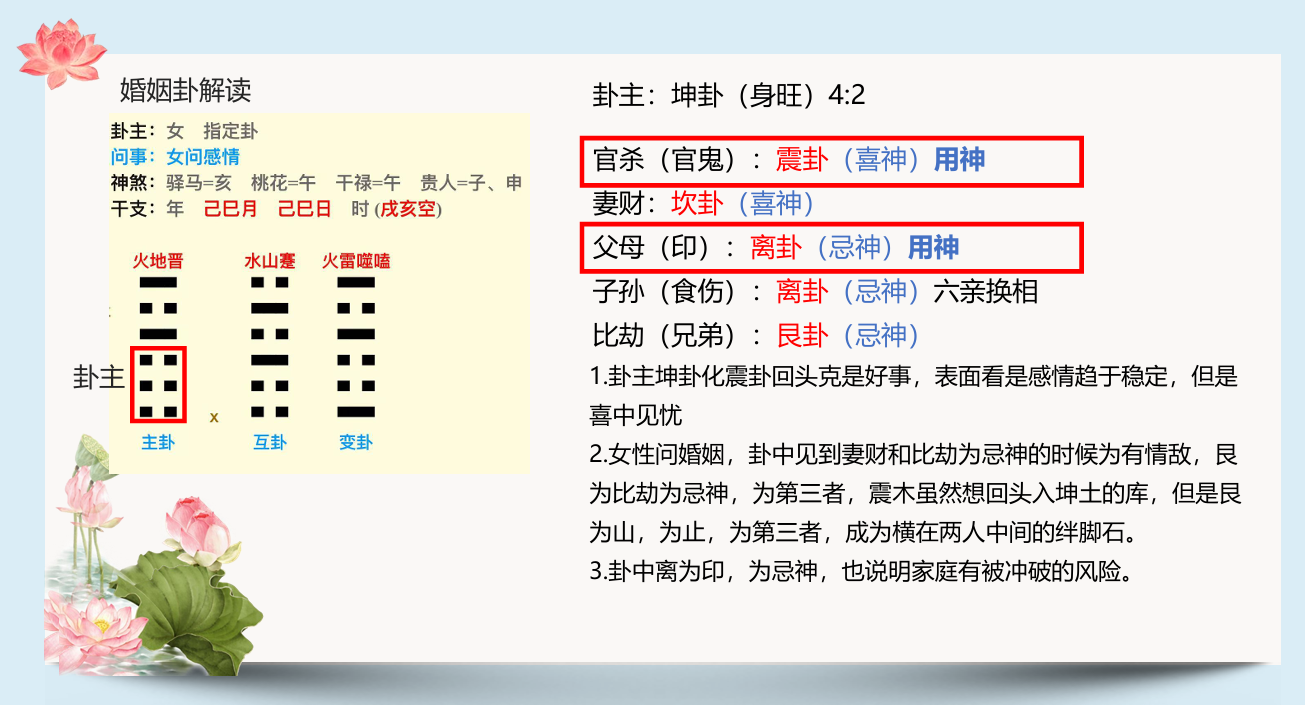 婚姻卦解读
卦主：女 指定卦
问事：女问感情
神煞：驿马=亥 桃花=午 干禄=午 贵人=子、申
干支：年 己巳月 己巳日 时 (戌亥空)
火地晋 水山蹇 火雷噬嗑
卦主
x
主卦 互卦 变卦
卦主：坤卦（身旺）4:2
官杀（官鬼）：震卦（喜神）用神
妻财：坎卦（喜神）
父母（印）：离卦（忌神）用神
子孙（食伤）：离卦（忌神）六亲换相
比劫（兄弟）：艮卦（忌神）
1.卦主坤卦化震卦回头克是好事，表面看是感情趋于稳定，但是
喜中见忧
2.女性问婚姻，卦中见到妻财和比劫为忌神的时候为有情敌，艮
为比劫为忌神，为第三者，震木虽然想回头入坤土的库，但是艮
为山，为止，为第三者，成为横在两人中间的绊脚石。
3.卦中离为印，为忌神，也说明家庭有被冲破的风险。